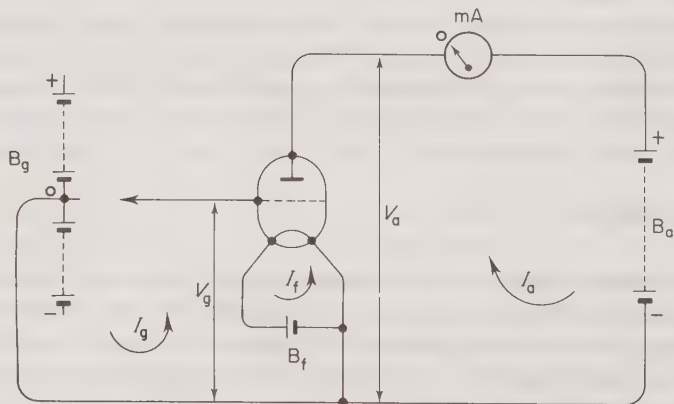 mA
o
+
B_g
o
−
I_g
V_g
I_f
B_f
V_a
I_a
+
B_a
−